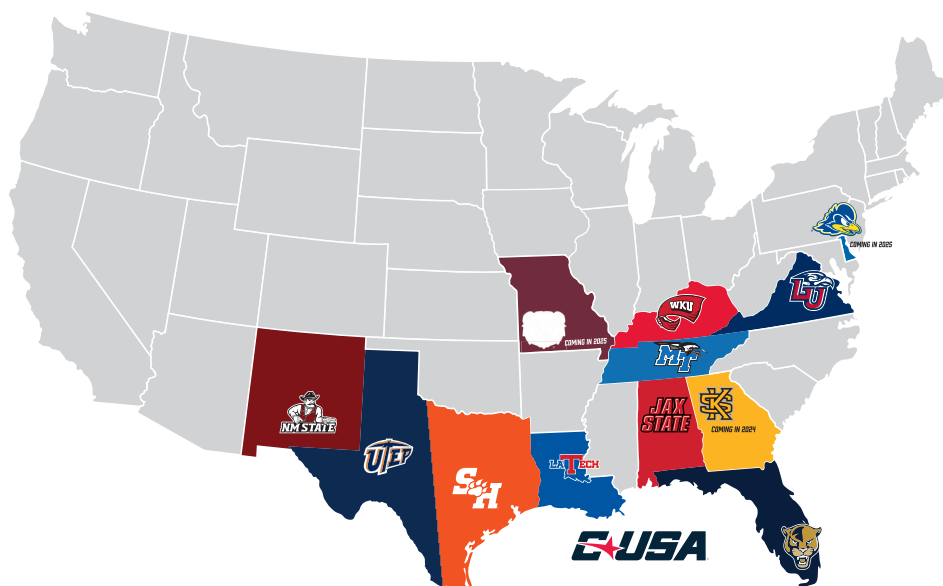 COMING IN 2025
LU
WKU
COMING IN 2025
MT
NM STATE
JAX
STATE
KS
COMING IN 2024
UTEP
SH
LA TECH
C USA